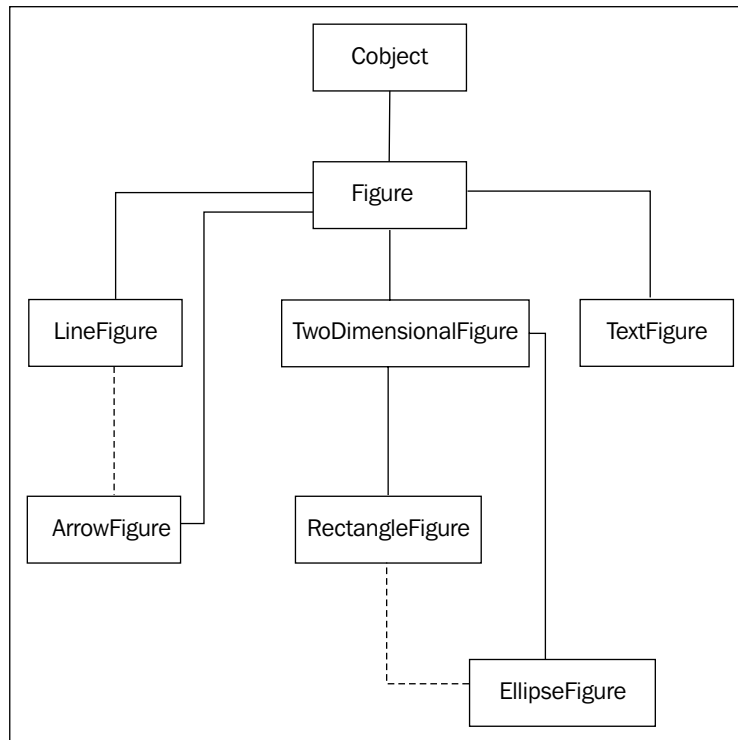 Cobject
Figure
LineFigure
TwoDimensionalFigure
TextFigure
ArrowFigure
RectangleFigure
EllipseFigure